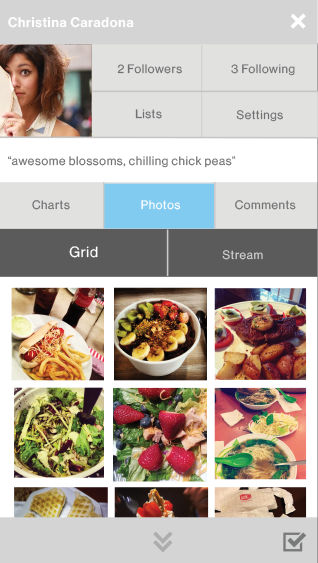 Christina Caradona
2 Followers
3 Following
Lists
Settings
“awesome blossoms, chilling chick peas”
Charts
Photos
Comments
Grid
Stream